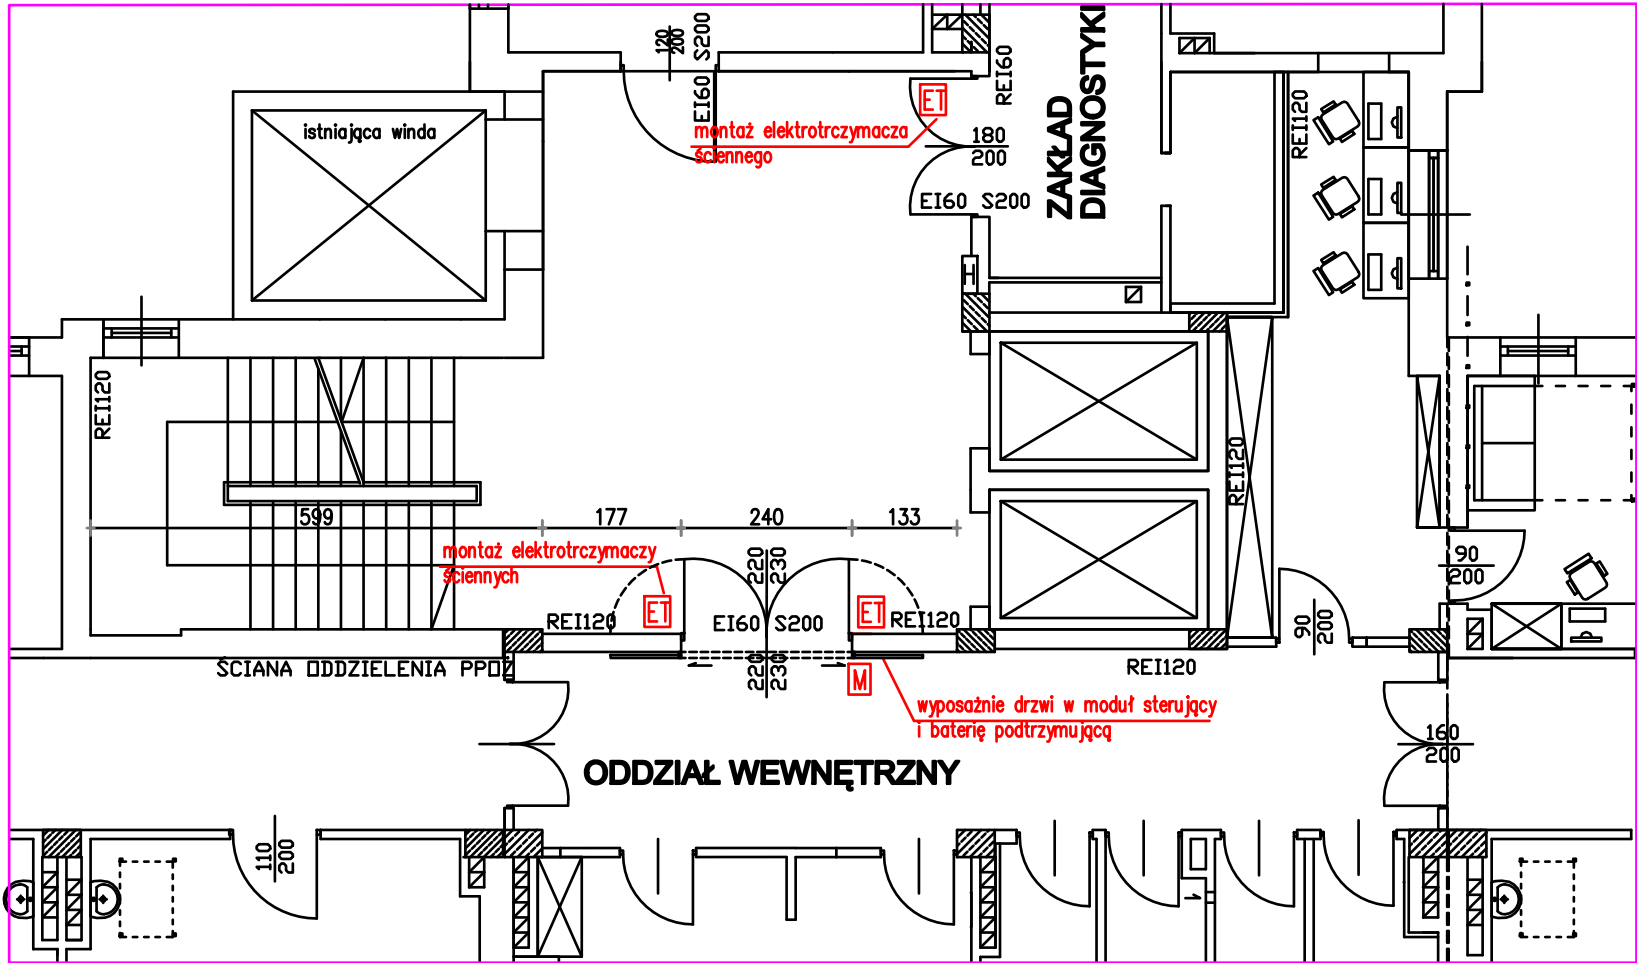 120
200
EI60 S200
REI60
ZAKŁAD
DIAGNOSTYKI
REI120
istniająca winda
ET
montaż elektrotrczymacza
ściennego
180
200
EI60 S200
H
REI120
REI120
599
177
240
133
montaż elektrotrczymaczy
ściennych
220
230
ET
ET
REI120
EI60 S200
REI120
90
200
90
200
ŚCIANA ODDZIELENIA PPOŻ
220
230
M
REI120
wyposażnie drzwi w moduł sterujący
i baterię podtrzymującą
160
200
ODDZIAŁ WEWNĘTRZNY
110
200